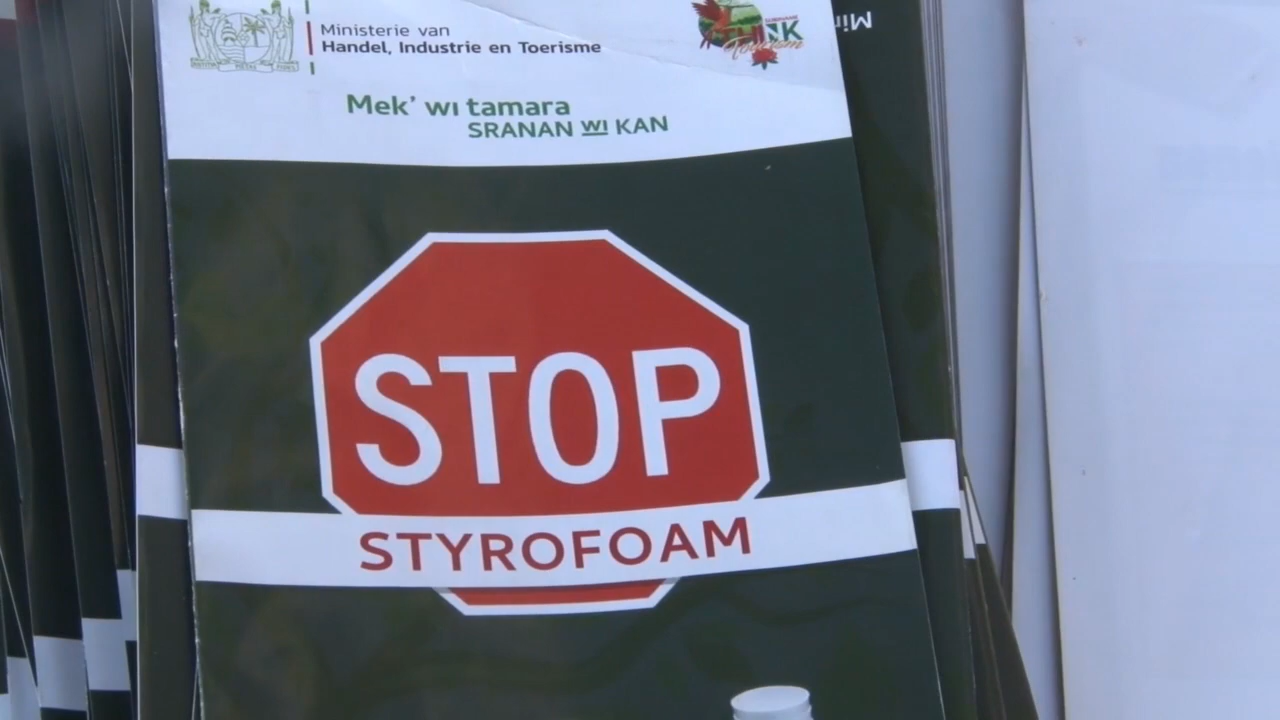 Ministerie van
Handel, Industrie en Toerisme
Mek' wi tamara
SRANAN wi KAN
STOP
STYROFOAM